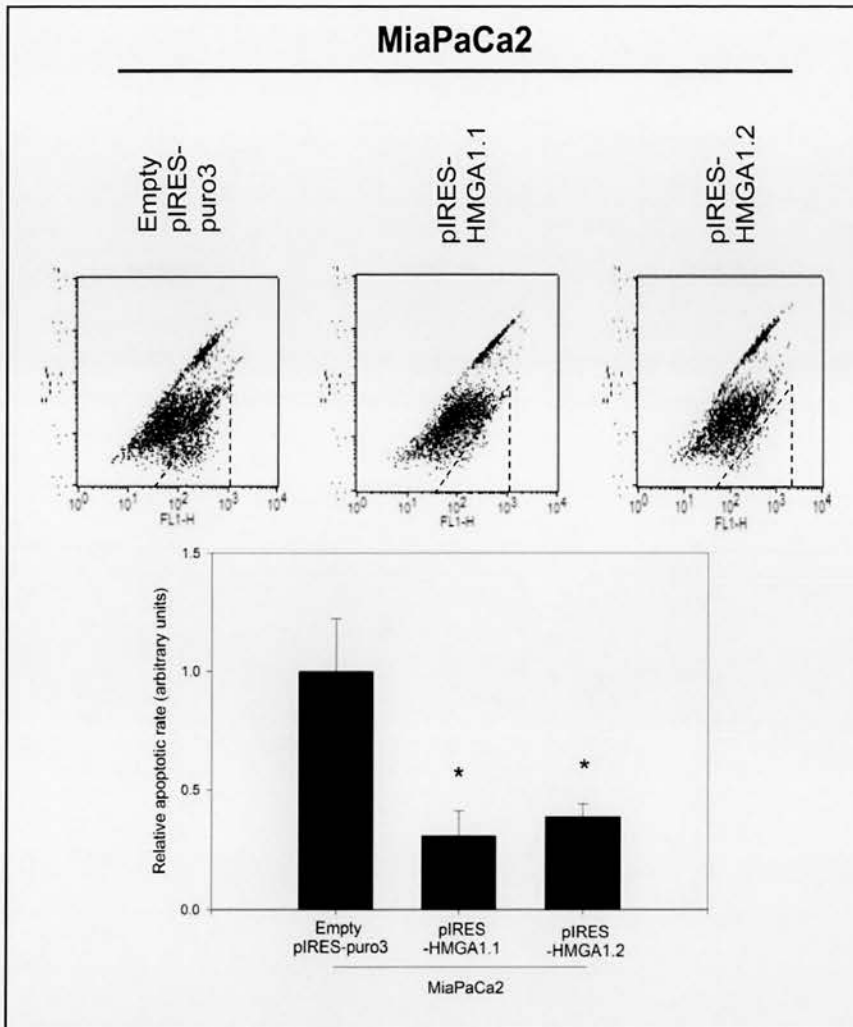 MiaPaCa2
Empty
pIRES-
puro3
pIRES-
HMGA1.1
pIRES-
HMGA1.2
10⁰ 10¹ 10² 10³ 10⁴
FL1-H
10⁰ 10¹ 10² 10³ 10⁴
FL1-H
10⁰ 10¹ 10² 10³ 10⁴
FL1-H
Relative apoptotic rate (arbitrary units)
1.5
1.0
0.5
0.0
*
*
Empty
pIRES-puro3
pIRES
-HMGA1.1
pIRES
-HMGA1.2
MiaPaCa2